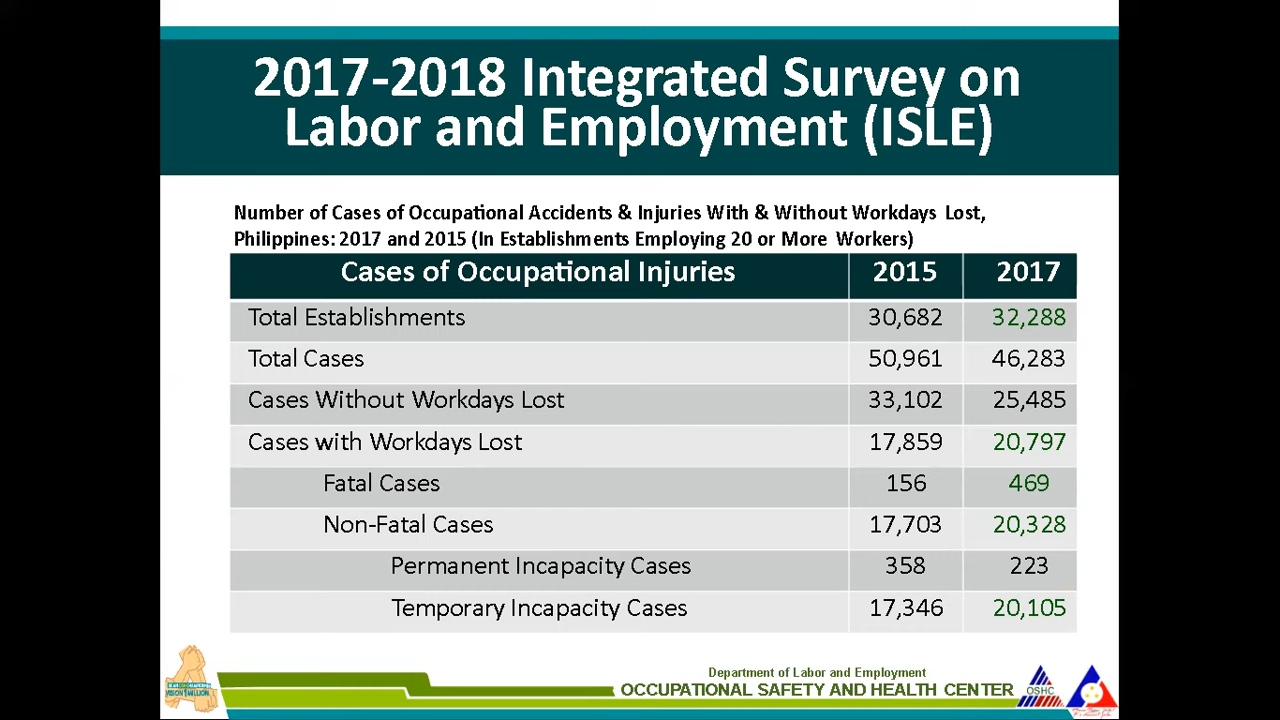 2017-2018 Integrated Survey on
Labor and Employment (ISLE)
Number of Cases of Occupational Accidents & Injuries With & Without Workdays Lost,
Philippines: 2017 and 2015 (In Establishments Employing 20 or More Workers)
Cases of Occupational Injuries 2015 2017
Total Establishments 30,682 32,288
Total Cases 50,961 46,283
Cases Without Workdays Lost 33,102 25,485
Cases with Workdays Lost 17,859 20,797
Fatal Cases 156 469
Non-Fatal Cases 17,703 20,328
Permanent Incapacity Cases 358 223
Temporary Incapacity Cases 17,346 20,105
Department of Labor and Employment
OCCUPATIONAL SAFETY AND HEALTH CENTER
OSHC